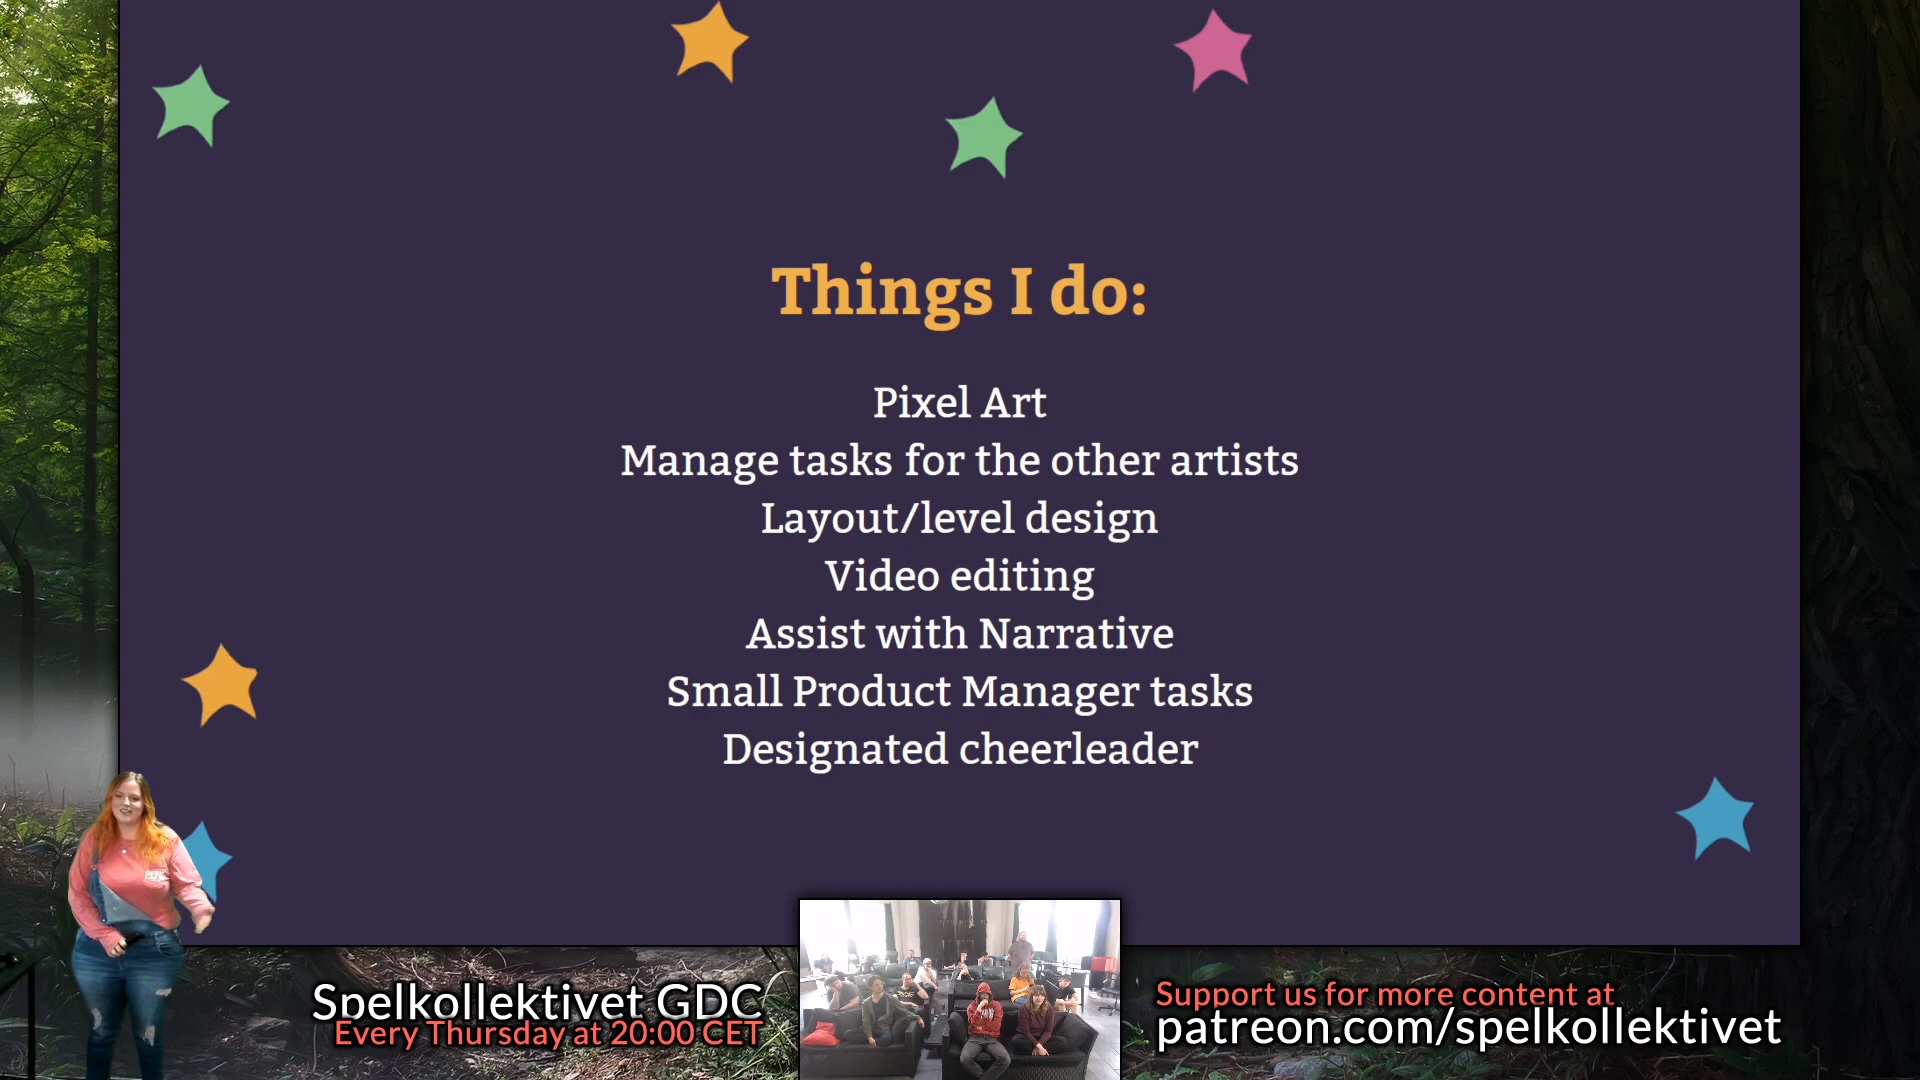 Things I do:
Pixel Art
Manage tasks for the other artists
Layout/level design
Video editing
Assist with Narrative
Small Product Manager tasks
Designated cheerleader
Spelkollektivet GDC
Every Thursday at 20:00 CET
Support us for more content at
patreon.com/spelkollektivet